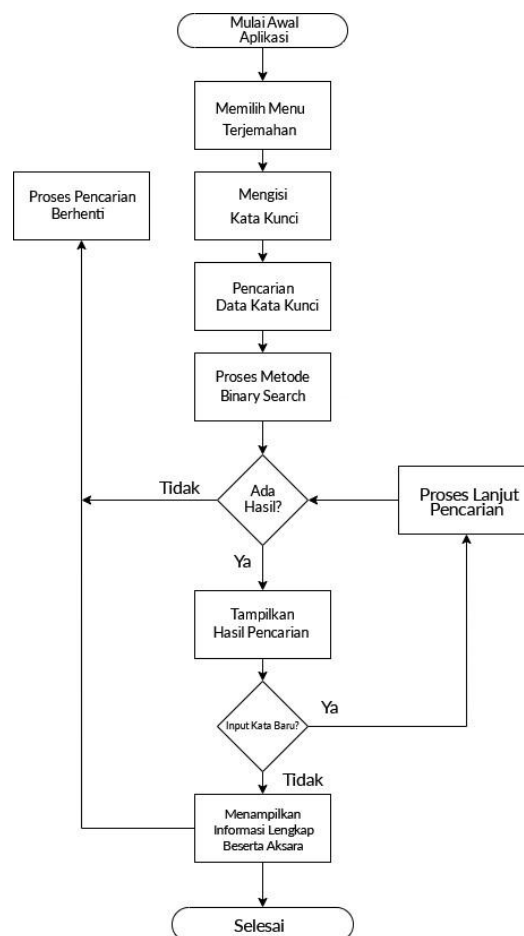 Mulai Awal
Aplikasi
Memilih Menu
Terjemahan
Proses Pencarian
Berhenti
Mengisi
Kata Kunci
Pencarian
Data Kata Kunci
Proses Metode
Binary Search
Tidak
Ada
Hasil?
Proses Lanjut
Pencarian
Ya
Tampilkan
Hasil Pencarian
Input Kata Baru?
Ya
Tidak
Menampilkan
Informasi Lengkap
Beserta Aksara
Selesai